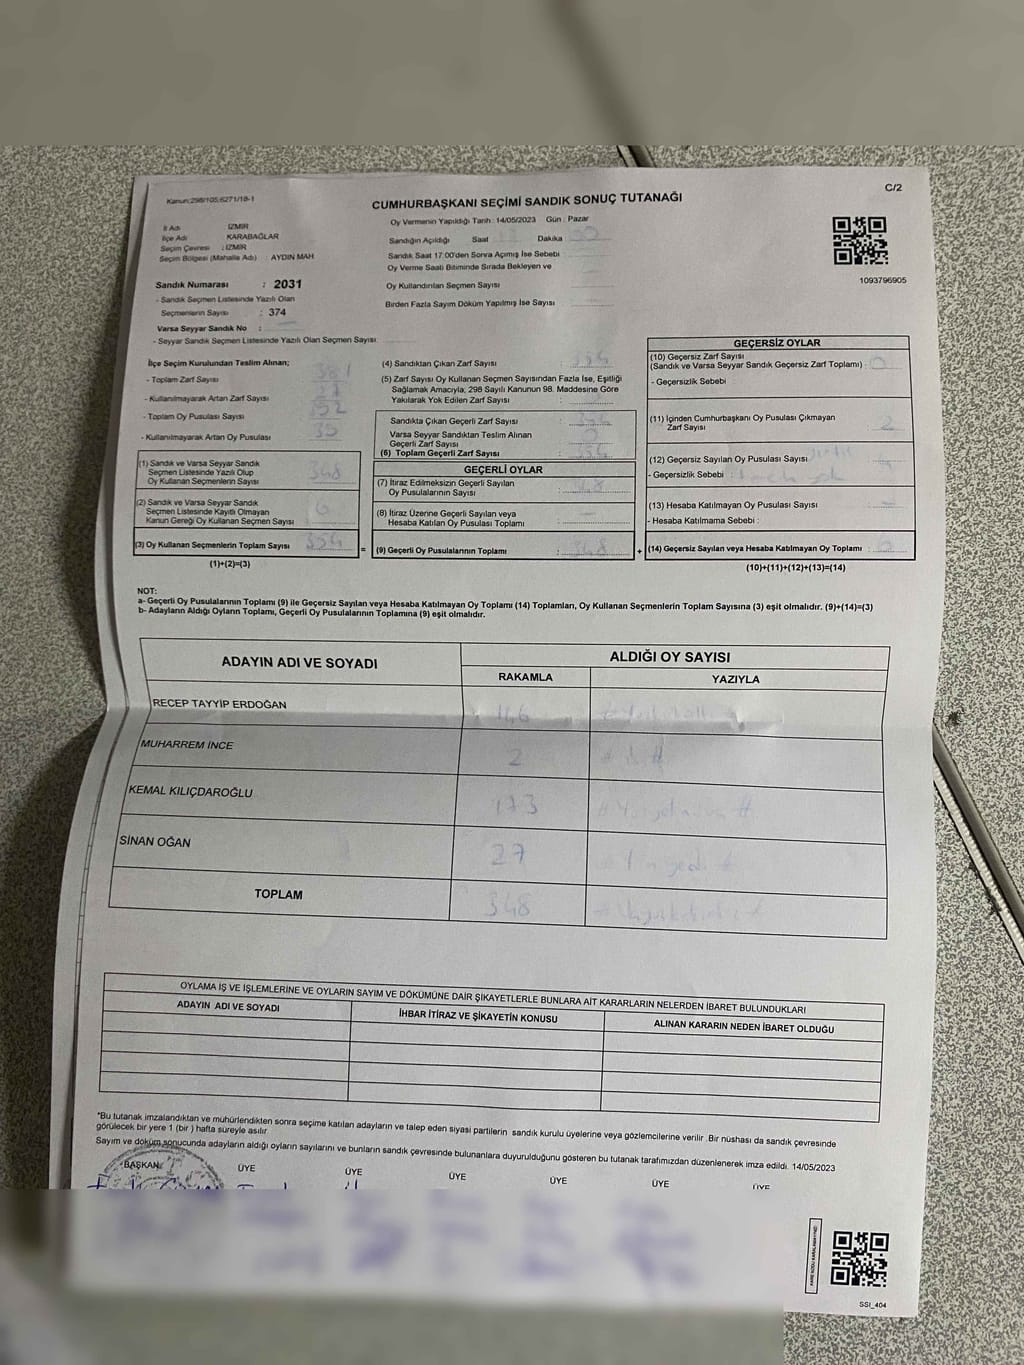 Kanun:298/105,6271/18-1
C/2
CUMHURBAŞKANI SEÇİMİ SANDIK SONUÇ TUTANAĞI
İl Adı İZMİR
İlçe Adı KARABAĞLAR
Seçim Çevresi : İZMİR
Seçim Bölgesi (Mahalle Adı) : AYDIN MAH
Sandık Numarası : 2031
- Sandık Seçmen Listesinde Yazılı Olan
Seçmenlerin Sayısı : 374
Varsa Seyyar Sandık No :
- Seyyar Sandık Seçmen Listesinde Yazılı Olan Seçmen Sayısı
Oy Vermenin Yapıldığı Tarih : 14/05/2023 Gün : Pazar
Sandığın Açıldığı Saat Dakika
Sandık Saat 17:00'den Sonra Açımış İse Sebebi
Oy Verme Saati Bitiminde Sırada Bekleyen ve
Oy Kullandırılan Seçmen Sayısı
Birden Fazla Sayım Döküm Yapılmış İse Sayısı
1093796905
İlçe Seçim Kurulundan Teslim Alınan;
- Toplam Zarf Sayısı 381
- Kullanılmayarak Artan Zarf Sayısı 27
- Toplam Oy Pusulası Sayısı
- Kullanılmayarak Artan Oy Pusulası
(1) Sandık ve Varsa Seyyar Sandık
Seçmen Listesinde Yazılı Olup
Oy Kullanan Seçmenlerin Sayısı 348
(2) Sandık ve Varsa Seyyar Sandık
Seçmen Listesinde Kayıtlı Olmayan
Kanun Gereği Oy Kullanan Seçmen Sayısı 6
(3) Oy Kullanan Seçmenlerin Toplam Sayısı 354
(1)+(2)=(3)
(4) Sandıktan Çıkan Zarf Sayısı : 354
(5) Zarf Sayısı Oy Kullanan Seçmen Sayısından Fazla İse, Eşitliği
Sağlamak Amacıyla; 298 Sayılı Kanunun 98. Maddesine Göre
Yakılarak Yok Edilen Zarf Sayısı :
Sandıkta Çıkan Geçerli Zarf Sayısı : 354
Varsa Seyyar Sandıktan Teslim Alınan
Geçerli Zarf Sayısı :
(6) Toplam Geçerli Zarf Sayısı : 354
GEÇERLİ OYLAR
(7) İtiraz Edilmeksizin Geçerli Sayılan
Oy Pusulalarının Sayısı : 348
(8) İtiraz Üzerine Geçerli Sayılan veya
Hesaba Katılan Oy Pusulası Toplamı : —
= (9) Geçerli Oy Pusulalarının Toplamı : 348 +
GEÇERSİZ OYLAR
(10) Geçersiz Zarf Sayısı
(Sandık ve Varsa Seyyar Sandık Geçersiz Zarf Toplamı) : 0
- Geçersizlik Sebebi :
(11) İçinden Cumhurbaşkanı Oy Pusulası Çıkmayan
Zarf Sayısı : 2
(12) Geçersiz Sayılan Oy Pusulası Sayısı :
- Geçersizlik Sebebi :
(13) Hesaba Katılmayan Oy Pusulası Sayısı : —
- Hesaba Katılmama Sebebi :
(14) Geçersiz Sayılan veya Hesaba Katılmayan Oy Toplamı :
(10)+(11)+(12)+(13)=(14)
NOT:
a- Geçerli Oy Pusulalarının Toplamı (9) ile Geçersiz Sayılan veya Hesaba Katılmayan Oy Toplamı (14) Toplamları, Oy Kullanan Seçmenlerin Toplam Sayısına (3) eşit olmalıdır. (9)+(14)=(3)
b- Adayların Aldığı Oyların Toplamı, Geçerli Oy Pusulalarının Toplamına (9) eşit olmalıdır.
ADAYIN ADI VE SOYADI
ALDIĞI OY SAYISI
RAKAMLA YAZIYLA
RECEP TAYYİP ERDOĞAN 146
MUHARREM İNCE 2 # iki #
KEMAL KILIÇDAROĞLU 173
SİNAN OĞAN 27
TOPLAM 348
OYLAMA İŞ VE İŞLEMLERİNE VE OYLARIN SAYIM VE DÖKÜMÜNE DAİR ŞİKAYETLERLE BUNLARA AİT KARARLARIN NELERDEN İBARET BULUNDUKLARI
ADAYIN ADI VE SOYADI İHBAR İTİRAZ VE ŞİKAYETİN KONUSU ALINAN KARARIN NEDEN İBARET OLDUĞU
*Bu tutanak imzalandıktan ve mühürlendikten sonra seçime katılan adayların ve talep eden siyasi partilerin sandık kurulu üyelerine veya gözlemcilerine verilir .Bir nüshası da sandık çevresinde
görülecek bir yere 1 (bir ) hafta süreyle asılır.
Sayım ve döküm sonucunda adayların aldığı oyların sayılarını ve bunların sandık çevresinde bulunanlara duyurulduğunu gösteren bu tutanak tarafımızdan düzenlenerek imza edildi. 14/05/2023
BAŞKAN ÜYE ÜYE ÜYE ÜYE ÜYE ÜYE
SSI_404